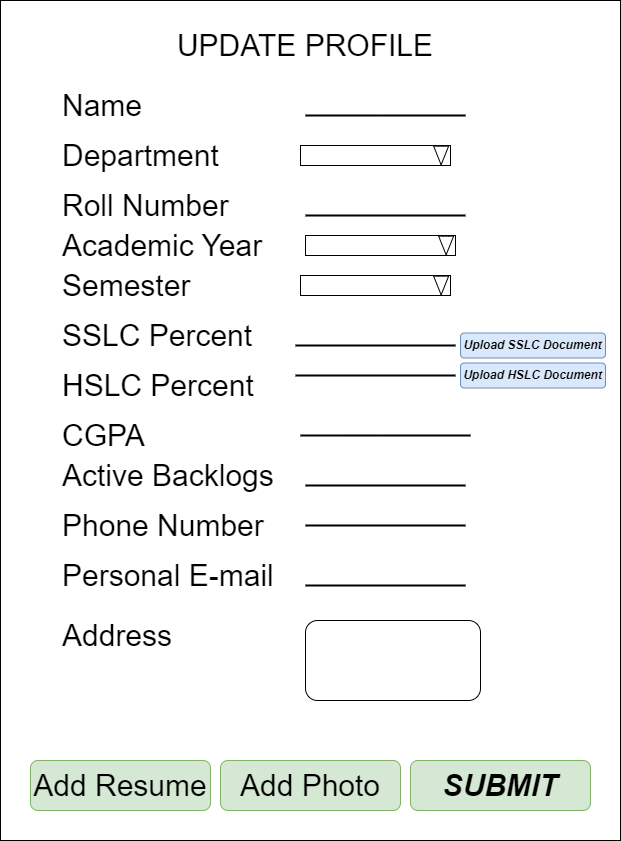 UPDATE PROFILE
Name
Department
Roll Number
Academic Year
Semester
SSLC Percent
Upload SSLC Document
HSLC Percent
Upload HSLC Document
CGPA
Active Backlogs
Phone Number
Personal E-mail
Address
Add Resume
Add Photo
SUBMIT